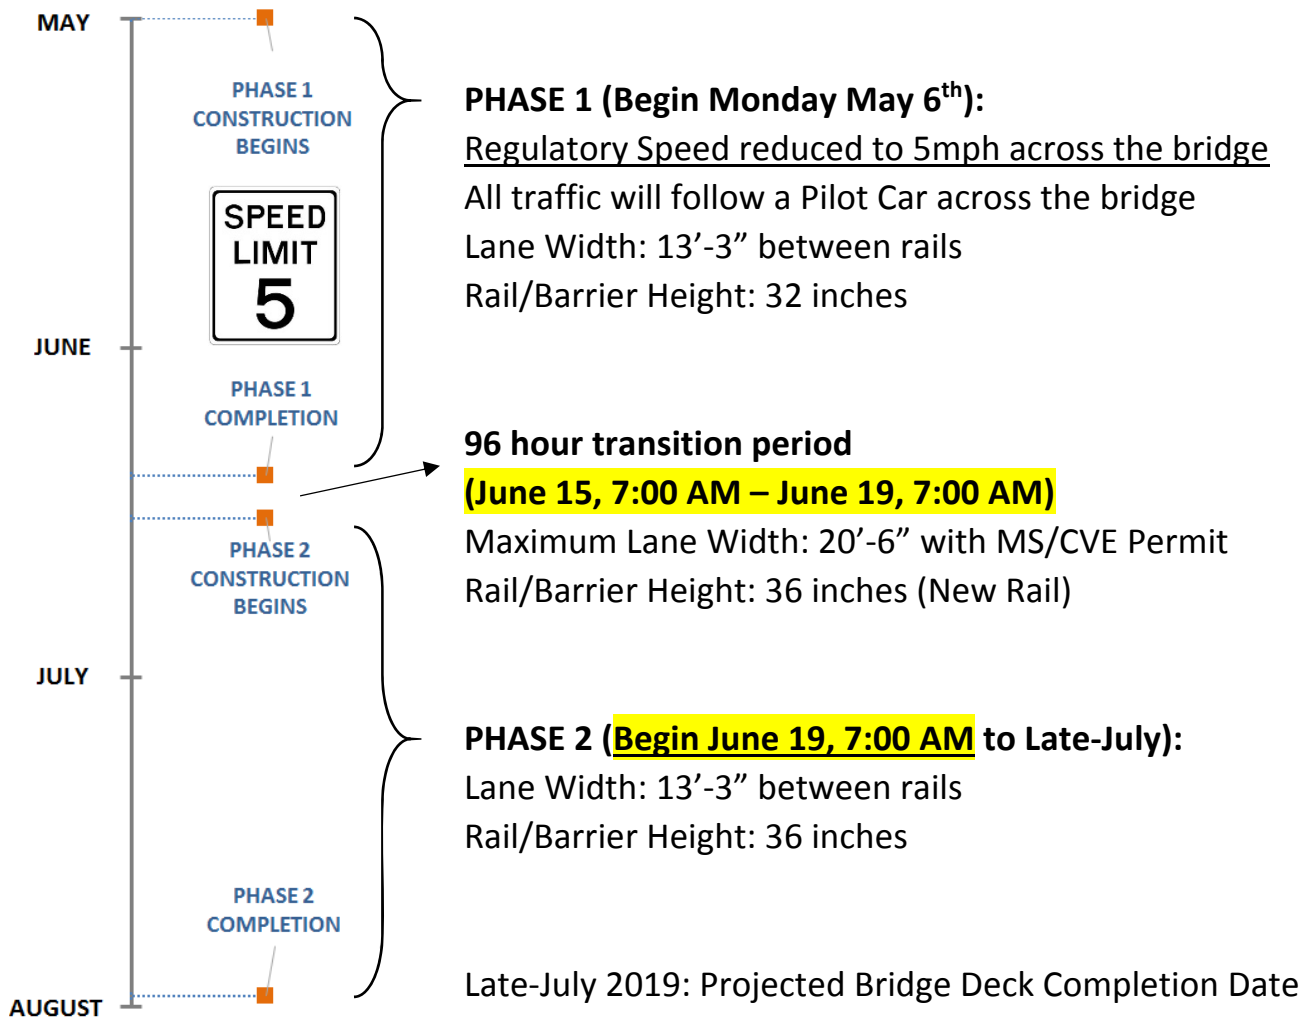 MAY
PHASE 1
CONSTRUCTION
BEGINS
SPEED
LIMIT
5
JUNE
PHASE 1
COMPLETION
PHASE 2
CONSTRUCTION
BEGINS
JULY
PHASE 2
COMPLETION
AUGUST
PHASE 1 (Begin Monday May 6th):
Regulatory Speed reduced to 5mph across the bridge
All traffic will follow a Pilot Car across the bridge
Lane Width: 13’-3” between rails
Rail/Barrier Height: 32 inches
96 hour transition period
(June 15, 7:00 AM – June 19, 7:00 AM)
Maximum Lane Width: 20’-6” with MS/CVE Permit
Rail/Barrier Height: 36 inches (New Rail)
PHASE 2 (Begin June 19, 7:00 AM to Late-July):
Lane Width: 13’-3” between rails
Rail/Barrier Height: 36 inches
Late-July 2019: Projected Bridge Deck Completion Date